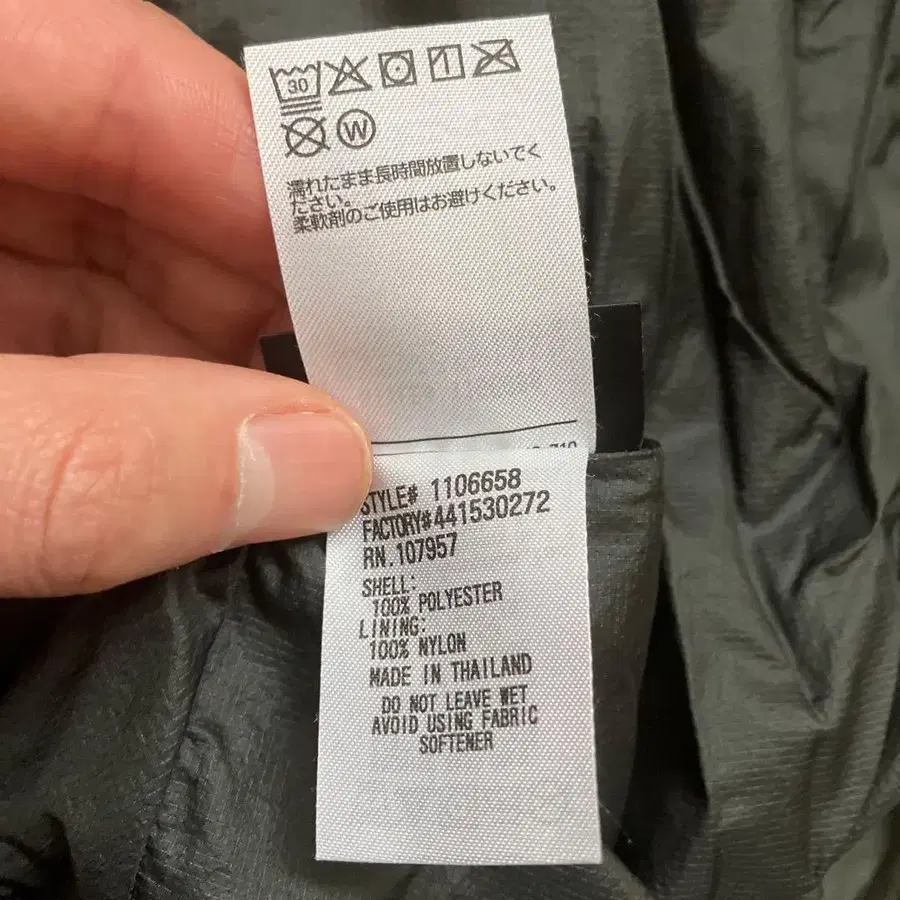 30
W
濡れたまま長時間放置しないでく
ださい。
柔軟剤のご使用はお避けください。
STYLE# 1106658
FACTORY#441530272
RN.107957
SHELL:
100% POLYESTER
LINING:
100% NYLON
MADE IN THAILAND
DO NOT LEAVE WET
AVOID USING FABRIC
SOFTENER